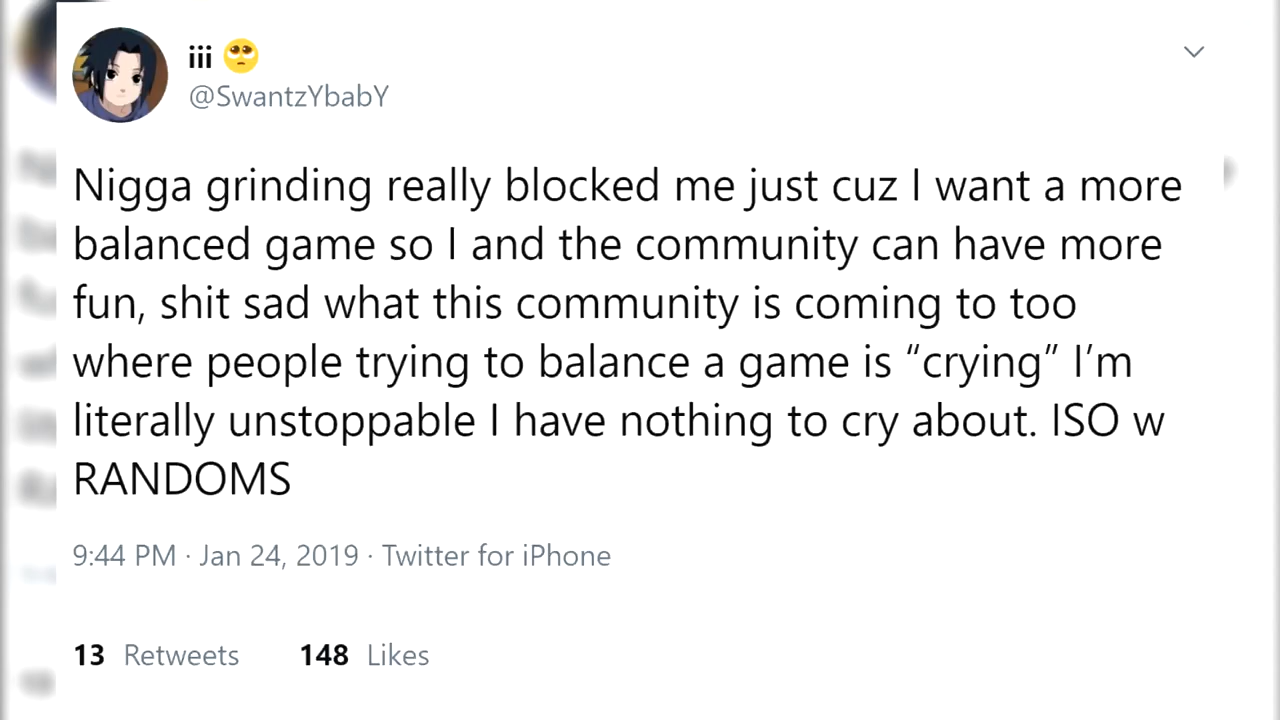 iii 🥺
@SwantzYbabY
Nigga grinding really blocked me just cuz I want a more
balanced game so I and the community can have more
fun, shit sad what this community is coming to too
where people trying to balance a game is “crying” I’m
literally unstoppable I have nothing to cry about. ISO w
RANDOMS
9:44 PM · Jan 24, 2019 · Twitter for iPhone
13 Retweets 148 Likes